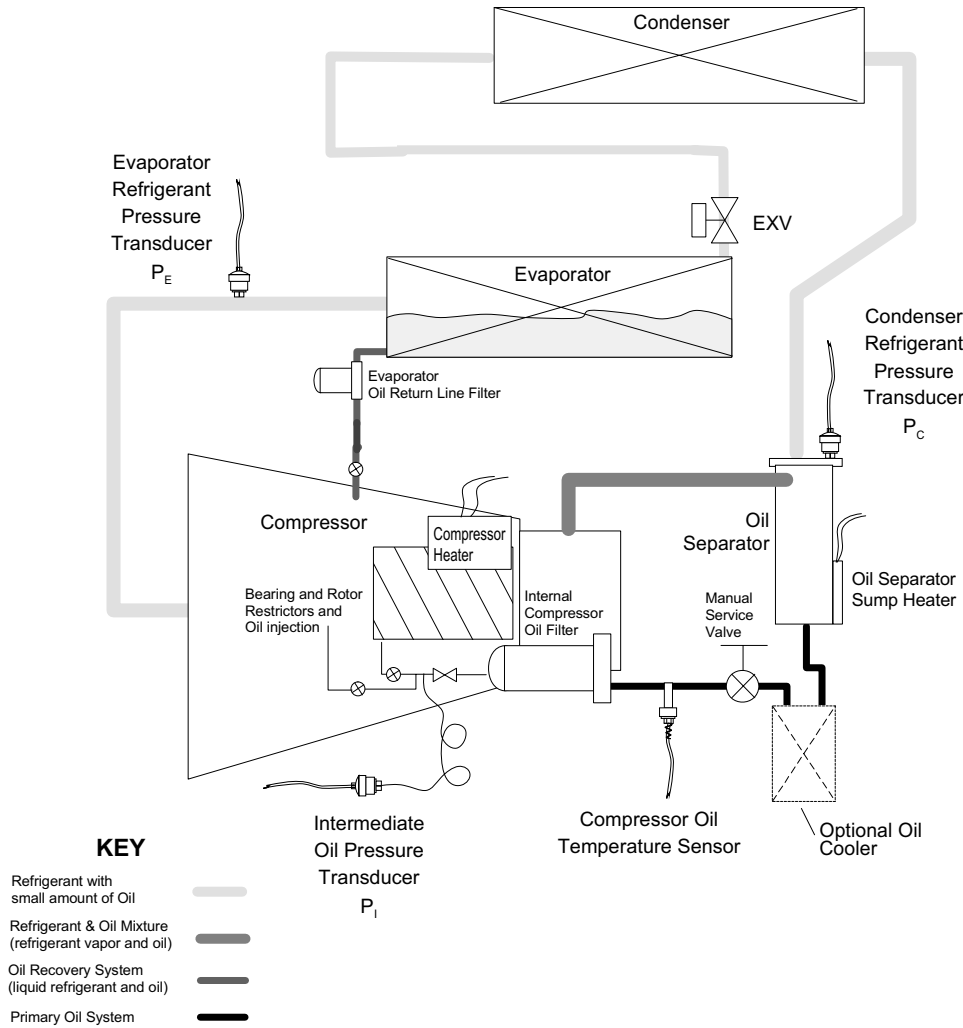 Condenser
Evaporator
Refrigerant
Pressure
Transducer
P_E
EXV
Evaporator
Condenser
Refrigerant
Pressure
Transducer
P_C
Evaporator
Oil Return Line Filter
Compressor
Compressor
Heater
Oil
Separator
Oil Separator
Sump Heater
Bearing and Rotor
Restrictors and
Oil injection
Internal
Compressor
Oil Filter
Manual
Service
Valve
Intermediate
Oil Pressure
Transducer
P_I
Compressor Oil
Temperature Sensor
Optional Oil
Cooler
KEY
Refrigerant with
small amount of Oil
Refrigerant & Oil Mixture
(refrigerant vapor and oil)
Oil Recovery System
(liquid refrigerant and oil)
Primary Oil System